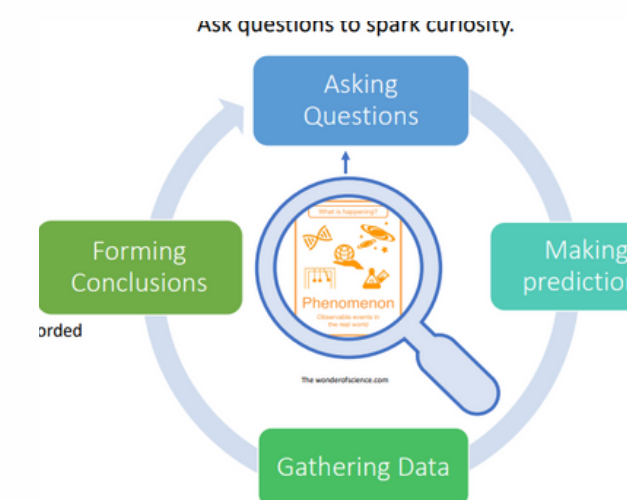 Ask questions to spark curiosity.
Asking
Questions
What is happening?
Phenomenon
Observable events in
the real world
The wonderofscience.com
Making
prediction
Gathering Data
Forming
Conclusions
orded